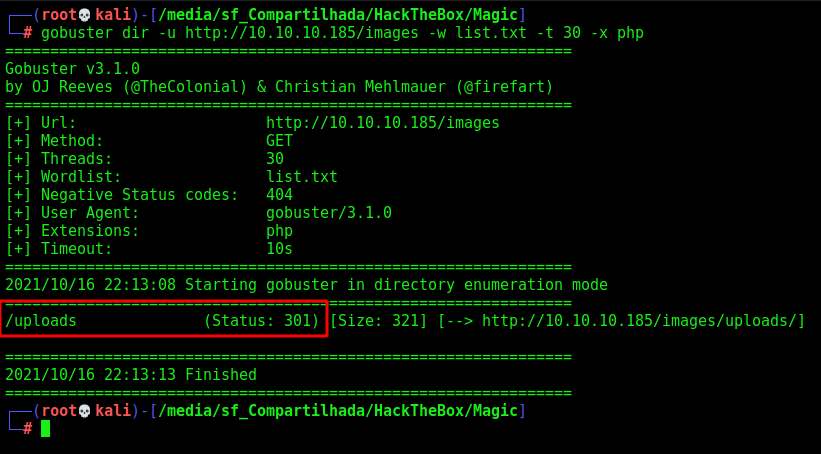 ┌──(root💀kali)-[/media/sf_Compartilhada/HackTheBox/Magic]
└─# gobuster dir -u http://10.10.10.185/images -w list.txt -t 30 -x php
===============================================================
Gobuster v3.1.0
by OJ Reeves (@TheColonial) & Christian Mehlmauer (@firefart)
===============================================================
[+] Url:                     http://10.10.10.185/images
[+] Method:                  GET
[+] Threads:                 30
[+] Wordlist:                list.txt
[+] Negative Status codes:   404
[+] User Agent:              gobuster/3.1.0
[+] Extensions:              php
[+] Timeout:                 10s
===============================================================
2021/10/16 22:13:08 Starting gobuster in directory enumeration mode
===============================================================
/uploads              (Status: 301) [Size: 321] [--> http://10.10.10.185/images/uploads/]
===============================================================
2021/10/16 22:13:13 Finished
===============================================================
┌──(root💀kali)-[/media/sf_Compartilhada/HackTheBox/Magic]
└─#